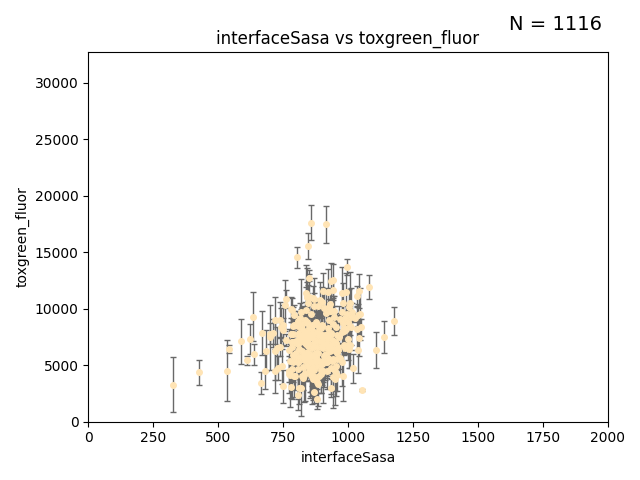 N = 1116
interfaceSasa vs toxgreen_fluor
30000
25000
20000
15000
10000
5000
0
toxgreen_fluor
0 250 500 750 1000 1250 1500 1750 2000
interfaceSasa